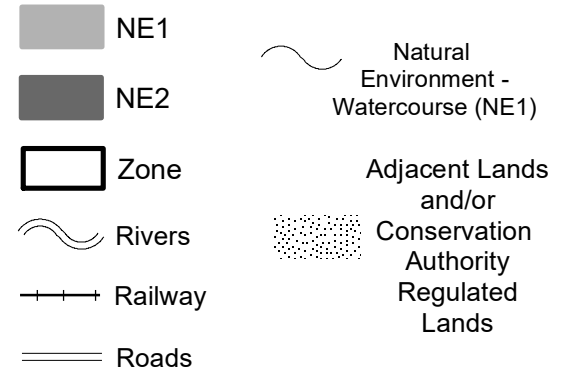 NE1
NE2
Zone
Rivers
Railway
Roads
Natural
Environment -
Watercourse (NE1)
Adjacent Lands
and/or
Conservation
Authority
Regulated
Lands